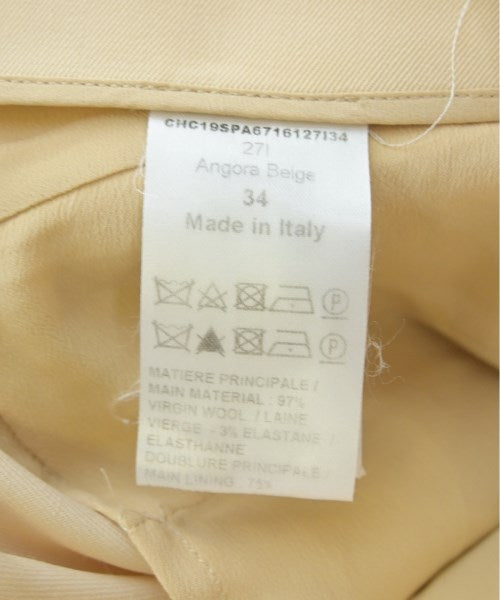 CHC19SPA6716127I34
27I
Angora Beige
34
Made in Italy
P
P
MATIERE PRINCIPALE /
MAIN MATERIAL : 97%
VIRGIN WOOL / LAINE
VIERGE - 3% ELASTANE /
ELASTHANNE
DOUBLURE PRINCIPALE /
MAIN LINING : 75%